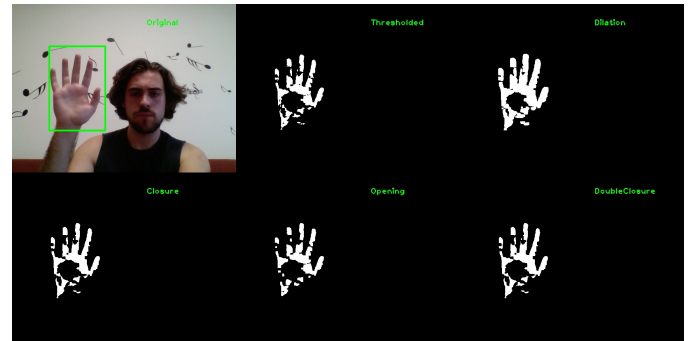 Original
Thresholded
Dilation
Closure
Opening
DoubleClosure